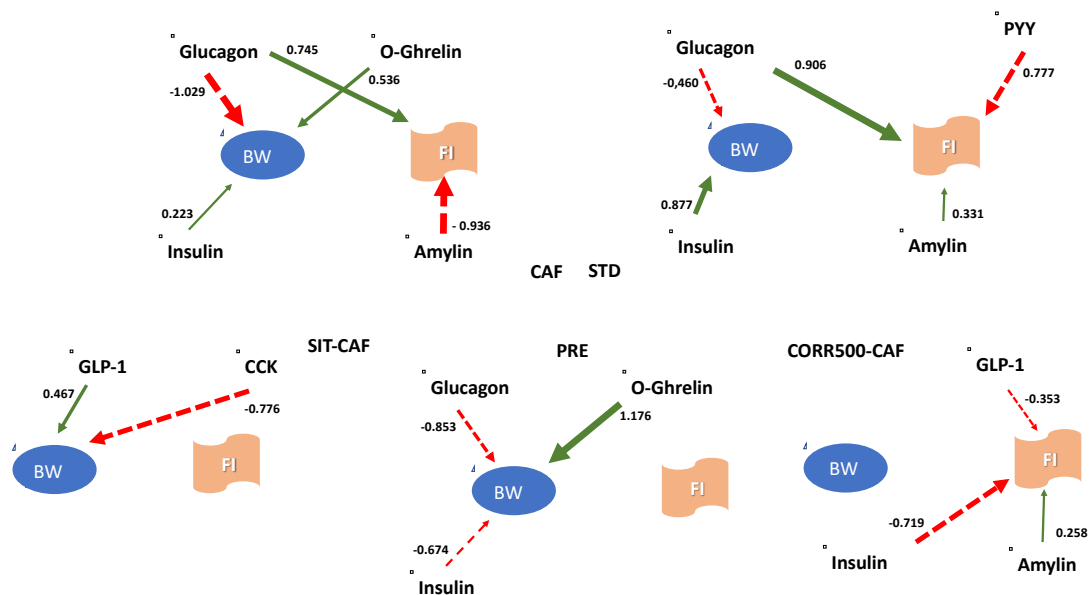 Glucagon 0.745 O-Ghrelin
0.536
-1.029
BW FI
0.223
- 0.936
Insulin Amylin
PYY
Glucagon 0.906
-0,460 0.777
BW FI
0.877 0.331
Insulin Amylin
CAF STD
SIT-CAF
GLP-1 CCK
0.467 -0.776
BW FI
PRE
Glucagon O-Ghrelin
-0.853 1.176
BW FI
-0.674
Insulin
CORR500-CAF
GLP-1
-0.353
BW FI
-0.719
0.258
Insulin Amylin